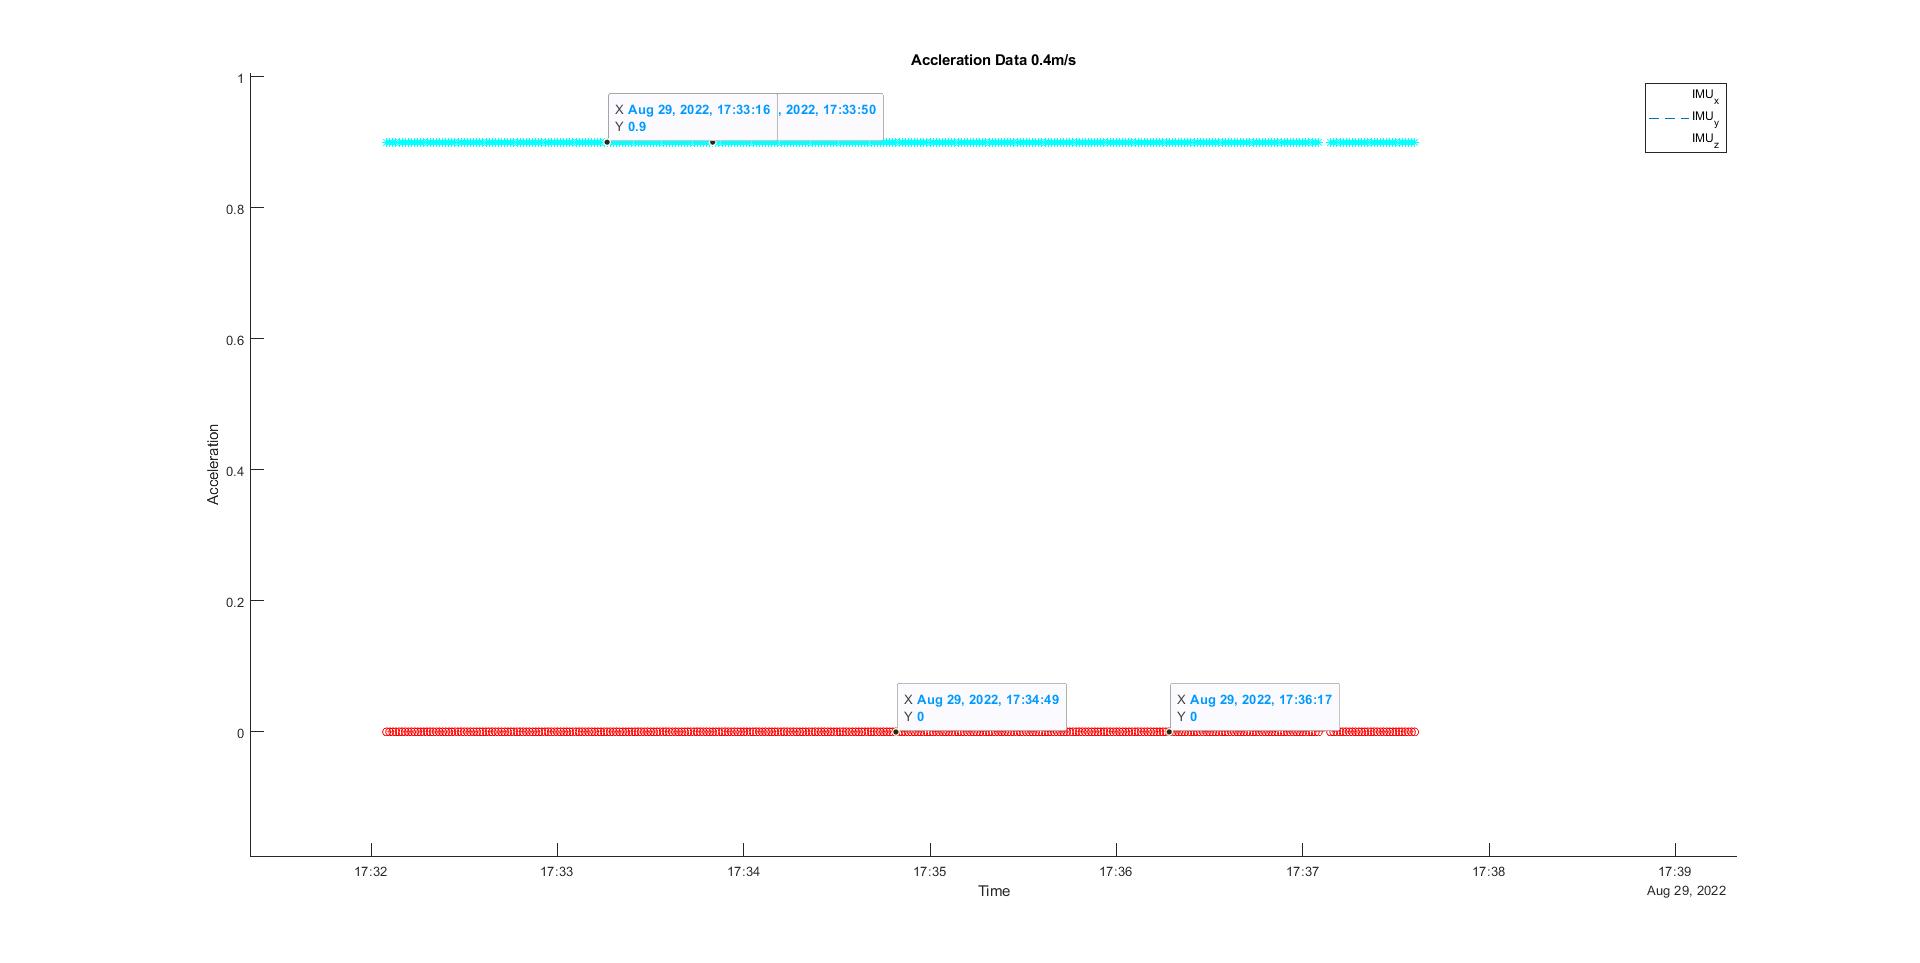 Accleration Data 0.4m/s
1
0.8
0.6
0.4
0.2
0
Acceleration
X Aug 29, 2022, 17:33:16
Y 0.9
, 2022, 17:33:50
IMUx
IMUy
IMUz
X Aug 29, 2022, 17:34:49
Y 0
X Aug 29, 2022, 17:36:17
Y 0
17:32 17:33 17:34 17:35 17:36 17:37 17:38 17:39
Time
Aug 29, 2022